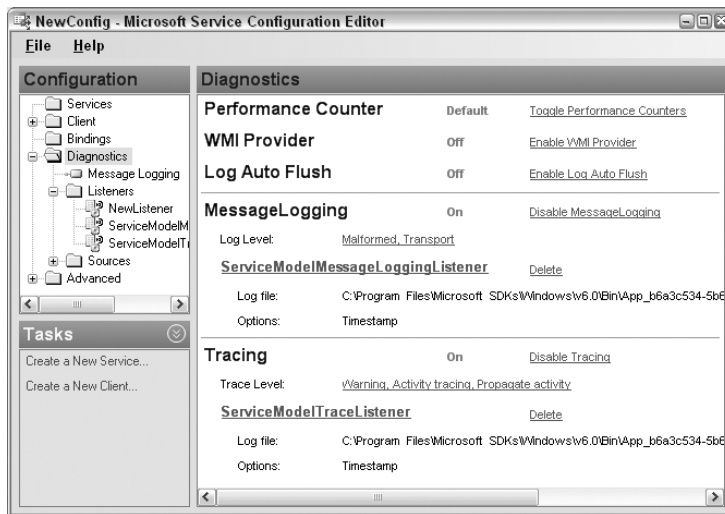 NewConfig - Microsoft Service Configuration Editor
File Help
Configuration
Services
Client
Bindings
Diagnostics
Message Logging
Listeners
NewListener
ServiceModelM
ServiceModelTr
Sources
Advanced
Tasks
Create a New Service...
Create a New Client...
Diagnostics
Performance Counter Default Toggle Performance Counters
WMI Provider Off Enable WMI Provider
Log Auto Flush Off Enable Log Auto Flush
MessageLogging On Disable MessageLogging
Log Level: Malformed, Transport
ServiceModelMessageLoggingListener Delete
Log file: C:\Program Files\Microsoft SDKs\Windows\v6.0\Bin\App_b6a3c534-5b6
Options: Timestamp
Tracing On Disable Tracing
Trace Level: Warning, Activity tracing, Propagate activity
ServiceModelTraceListener Delete
Log file: C:\Program Files\Microsoft SDKs\Windows\v6.0\Bin\App_b6a3c534-5b6
Options: Timestamp